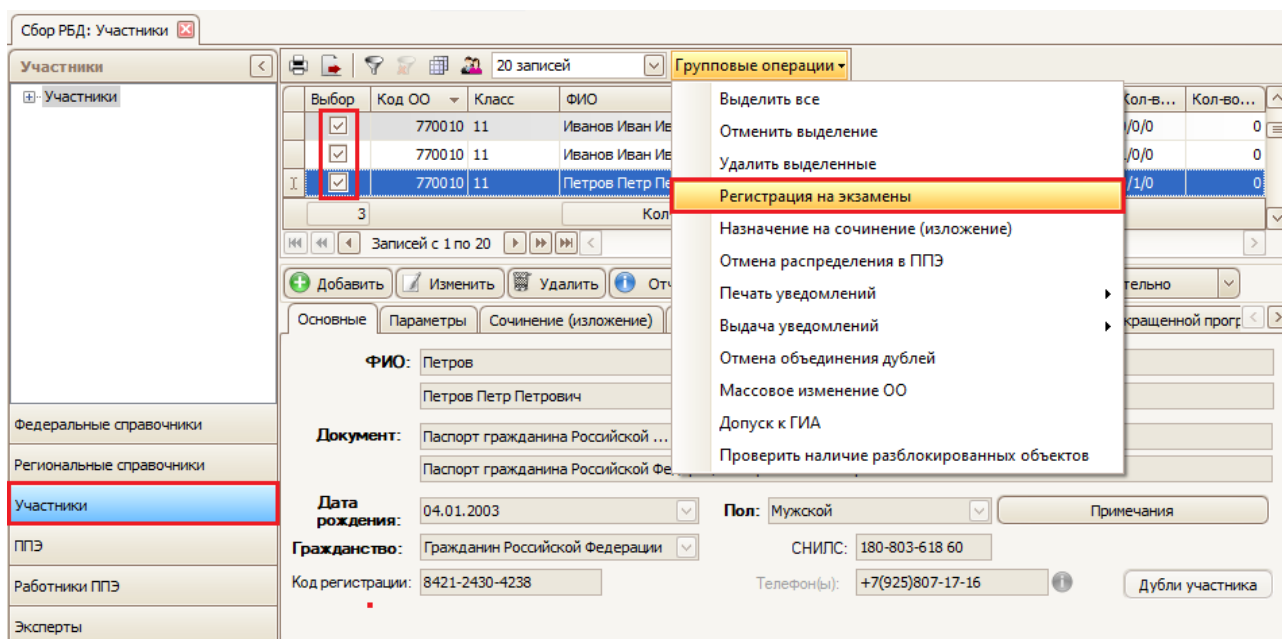 Сбор РБД: Участники
Участники
20 записей
Групповые операции
Участники
Выбор Код ОО Класс ФИО Кол-в... Кол-во...
770010 11 Иванов Иван Ив /0/0 0
770010 11 Иванов Иван Ив /0/0 0
770010 11 Петров Петр Пе /1/0 0
3 Кол
Записей с 1 по 20
Выделить все
Отменить выделение
Удалить выделенные
Регистрация на экзамены
Назначение на сочинение (изложение)
Отмена распределения в ППЭ
Печать уведомлений
Выдача уведомлений
Отмена объединения дублей
Массовое изменение ОО
Допуск к ГИА
Проверить наличие разблокированных объектов
Добавить Изменить Удалить Отч тельно
Основные Параметры Сочинение (изложение) кращенной прогр
ФИО: Петров
Петров Петр Петрович
Документ: Паспорт гражданина Российской ...
Паспорт гражданина Российской Фе
Дата рождения: 04.01.2003 Пол: Мужской Примечания
Гражданство: Гражданин Российской Федерации СНИЛС: 180-803-618 60
Код регистрации: 8421-2430-4238 Телефон(ы): +7(925)807-17-16 Дубли участника
Федеральные справочники
Региональные справочники
Участники
ППЭ
Работники ППЭ
Эксперты